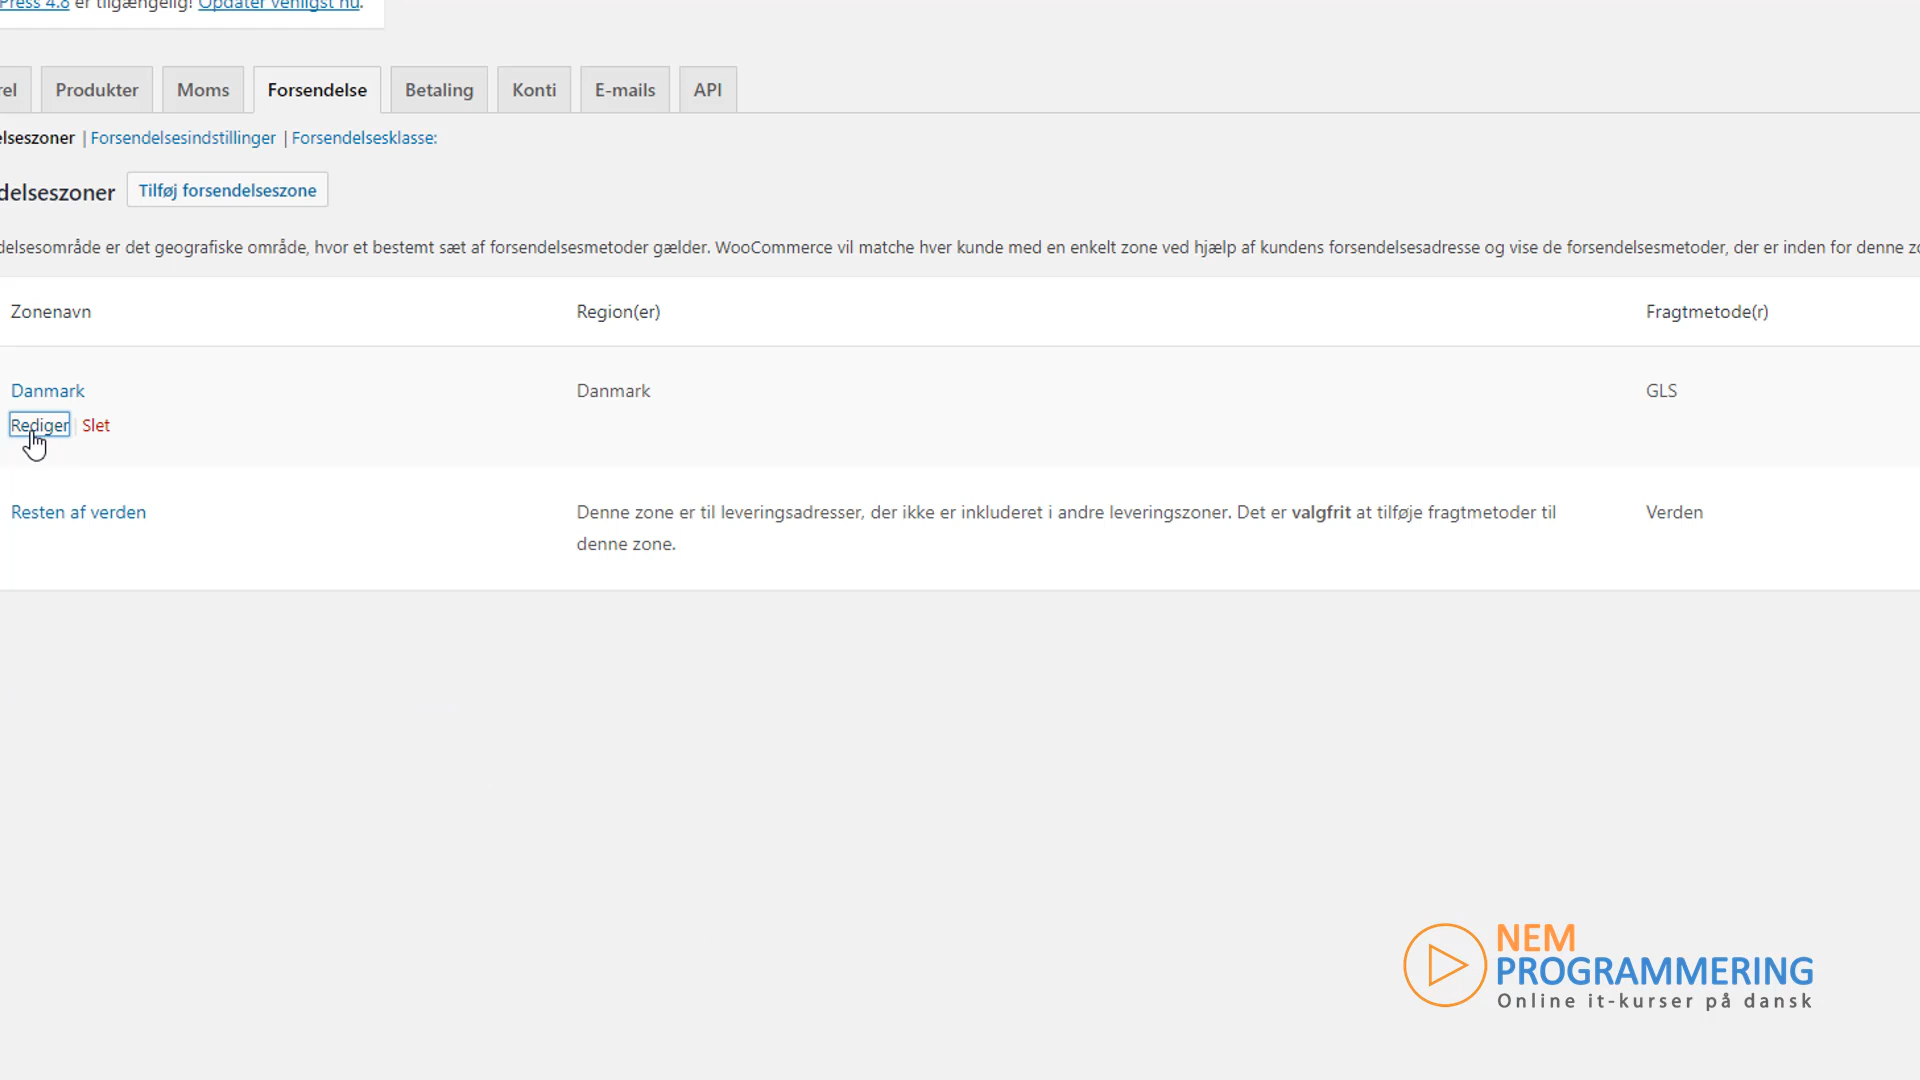 Press 4.8 er tilgængelig! Opdater venligst nu.
rel Produkter Moms Forsendelse Betaling Konti E-mails API
elseszoner | Forsendelsesindstillinger | Forsendelsesklasse:
delseszoner Tilføj forsendelseszone
delsesområde er det geografiske område, hvor et bestemt sæt af forsendelsesmetoder gælder. WooCommerce vil matche hver kunde med en enkelt zone ved hjælp af kundens forsendelsesadresse og vise de forsendelsesmetoder, der er inden for denne zo
Zonenavn Region(er) Fragtmetode(r)
Danmark Danmark GLS
Rediger | Slet
Resten af verden Denne zone er til leveringsadresser, der ikke er inkluderet i andre leveringszoner. Det er valgfrit at tilføje fragtmetoder til Verden
denne zone.
NEM
PROGRAMMERING
Online it-kurser på dansk